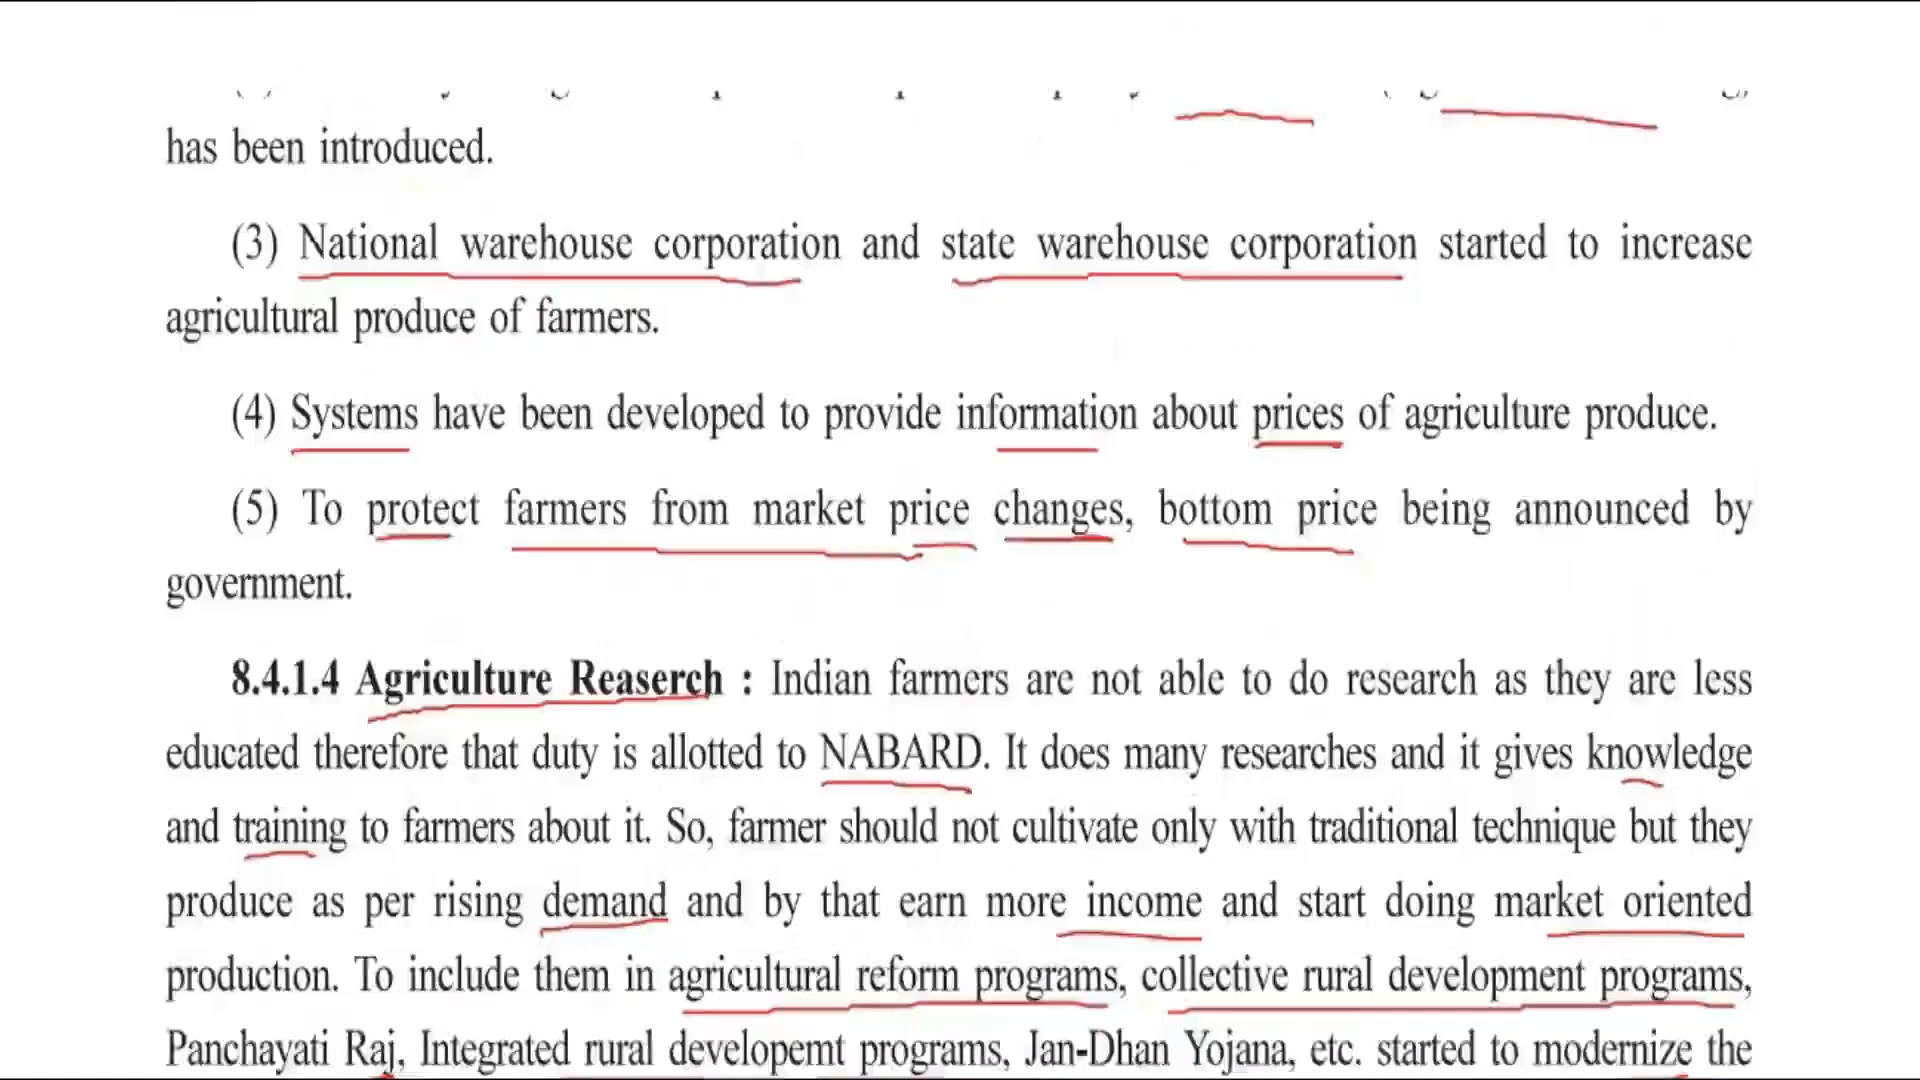 has been introduced.
(3) National warehouse corporation and state warehouse corporation started to increase
agricultural produce of farmers.
(4) Systems have been developed to provide information about prices of agriculture produce.
(5) To protect farmers from market price changes, bottom price being announced by
government.
8.4.1.4 Agriculture Reaserch : Indian farmers are not able to do research as they are less
educated therefore that duty is allotted to NABARD. It does many researches and it gives knowledge
and training to farmers about it. So, farmer should not cultivate only with traditional technique but they
produce as per rising demand and by that earn more income and start doing market oriented
production. To include them in agricultural reform programs, collective rural development programs,
Panchayati Raj, Integrated rural developemt programs, Jan-Dhan Yojana, etc. started to modernize the